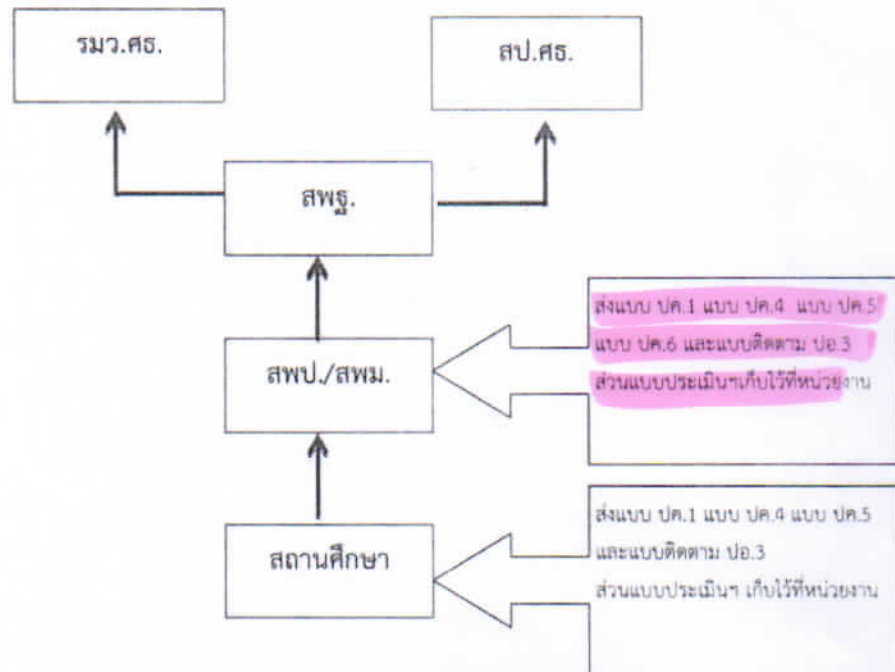 รมว.ศธ.
สป.ศธ.
สพฐ.
สพป./สพม.
ส่งแบบ ปค.1 แบบ ปค.4 แบบ ปค.5
แบบ ปค.6 และแบบติดตาม ปอ.3
ส่วนแบบประเมินฯเก็บไว้ที่หน่วยงาน
สถานศึกษา
ส่งแบบ ปค.1 แบบ ปค.4 แบบ ปค.5
และแบบติดตาม ปอ.3
ส่วนแบบประเมินฯ เก็บไว้ที่หน่วยงาน